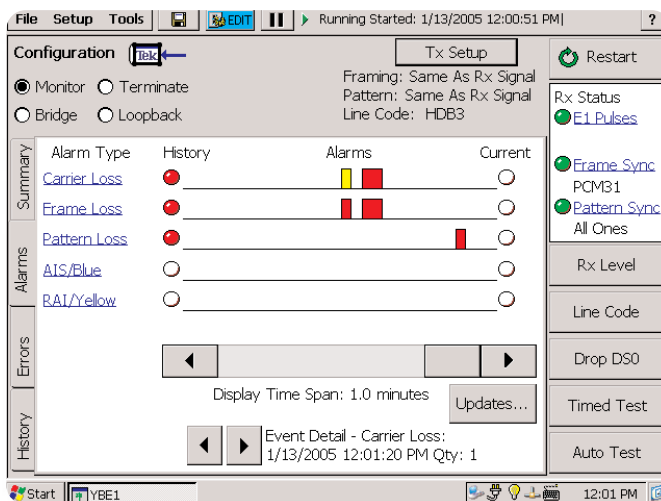 File Setup Tools EDIT Running Started: 1/13/2005 12:00:51 PM| ?
Configuration Tek Tx Setup Restart
Monitor Terminate
Bridge Loopback
Framing: Same As Rx Signal
Pattern: Same As Rx Signal
Line Code: HDB3
Rx Status
E1 Pulses
Frame Sync
PCM31
Pattern Sync
All Ones
Rx Level
Line Code
Drop DS0
Timed Test
Auto Test
Summary
Alarms
Errors
History
Alarm Type History Alarms Current
Carrier Loss
Frame Loss
Pattern Loss
AIS/Blue
RAI/Yellow
Display Time Span: 1.0 minutes Updates...
Event Detail - Carrier Loss:
1/13/2005 12:01:20 PM Qty: 1
Start YBE1 12:01 PM